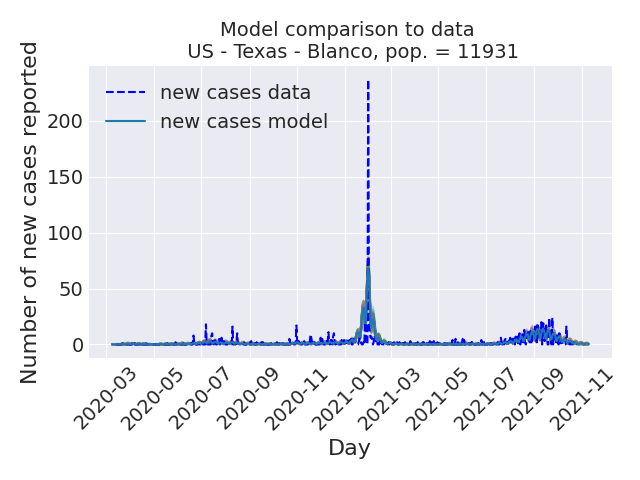 Model comparison to data
US - Texas - Blanco, pop. = 11931
Number of new cases reported
new cases data
new cases model
200
150
100
50
0
2020-03
2020-05
2020-07
2020-09
2020-11
2021-01
2021-03
2021-05
2021-07
2021-09
2021-11
Day